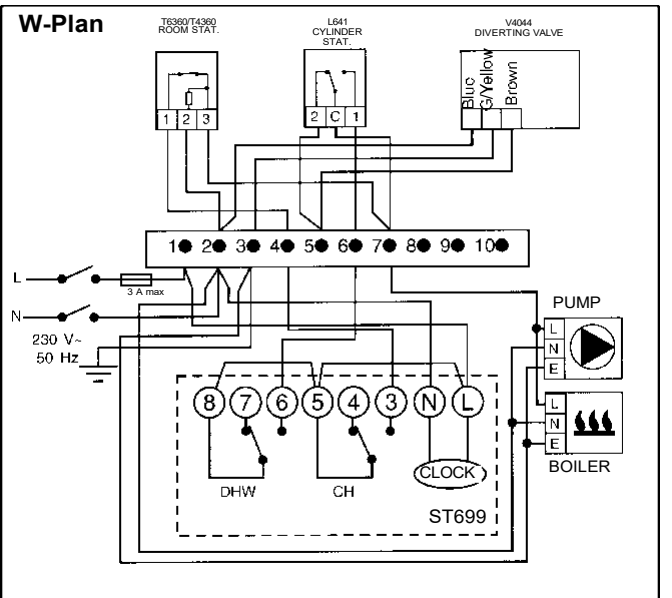 W-Plan
T6360/T4360
ROOM STAT.
L641
CYLINDER
STAT.
V4044
DIVERTING VALVE
Blue
G/Yellow
Brown
1 2 3
2 C 1
1 2 3 4 5 6 7 8 9 10
L
3 A max
N
230 V~
50 Hz
PUMP
L
N
E
8 7 6 5 4 3 N L
L
N
E
BOILER
CLOCK
DHW
CH
ST699